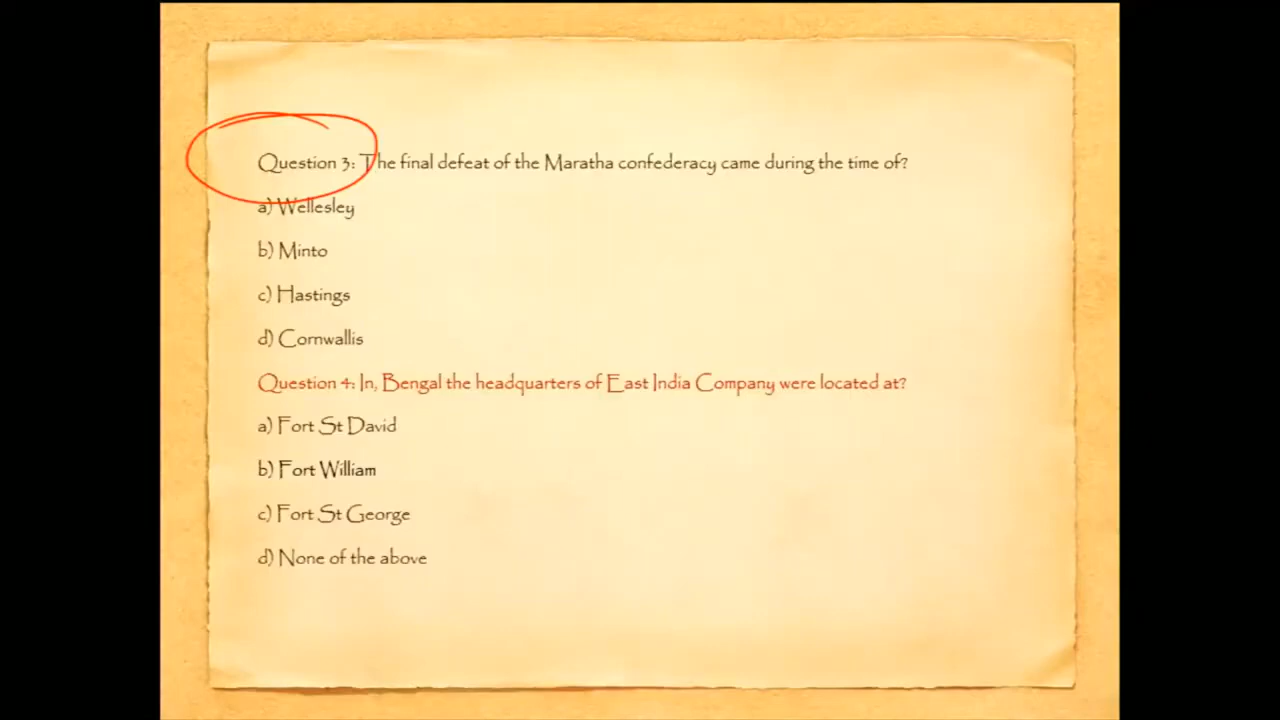 Question 3: The final defeat of the Maratha confederacy came during the time of?
a) Wellesley
b) Minto
c) Hastings
d) Cornwallis
Question 4: In, Bengal the headquarters of East India Company were located at?
a) Fort St David
b) Fort William
c) Fort St George
d) None of the above